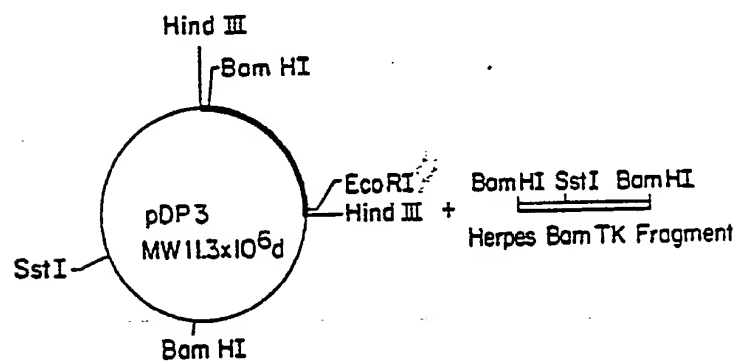 Hind III
Bam HI
EcoRI
Hind III
+
BamHI SstI BamHI
Herpes Bam TK Fragment
pDP3
MW11.3x10⁶d
SstI
Bam HI